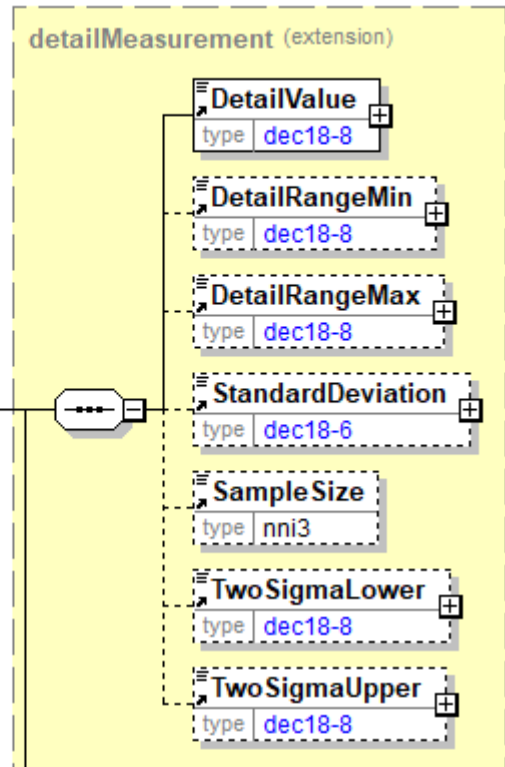 detailMeasurement (extension)
DetailValue
type dec18-8
DetailRangeMin
type dec18-8
DetailRangeMax
type dec18-8
StandardDeviation
type dec18-6
SampleSize
type nni3
TwoSigmaLower
type dec18-8
TwoSigmaUpper
type dec18-8